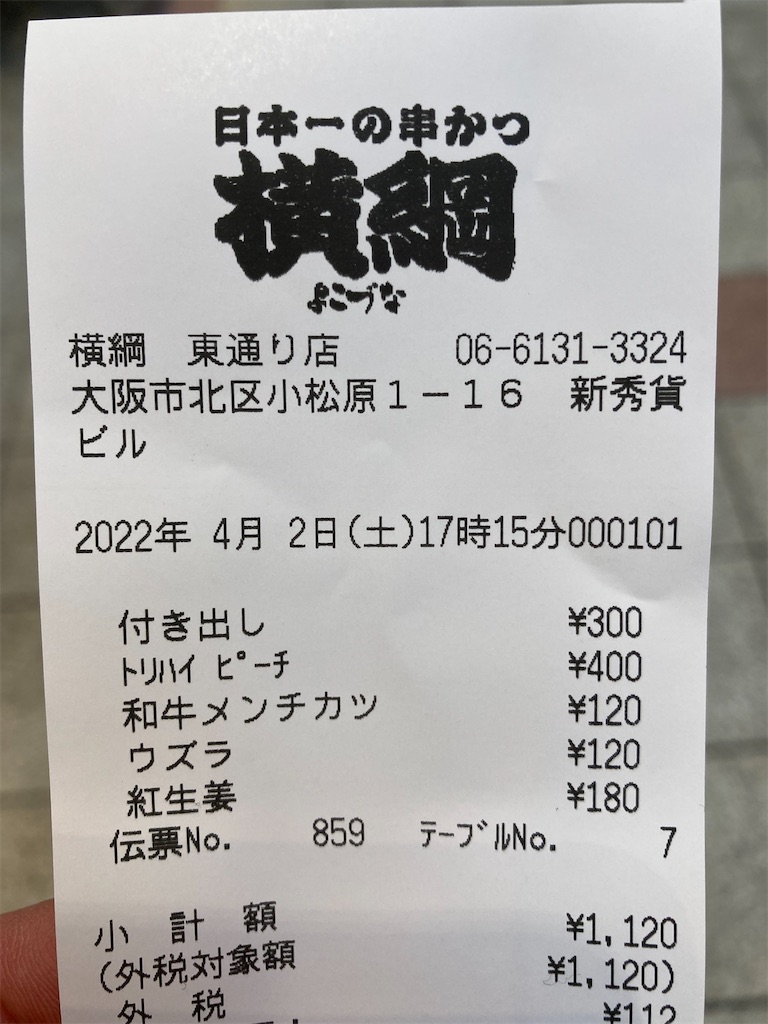 日本一の串かつ
横綱
よこづな
横綱 東通り店 06-6131-3324
大阪市北区小松原1-16 新秀貨
ビル
2022年 4月 2日(土)17時15分000101
付き出し ¥300
トリハイ ピーチ ¥400
和牛メンチカツ ¥120
ウズラ ¥120
紅生姜 ¥180
伝票No. 859 テーブルNo. 7
小 計 額 ¥1,120
(外税対象額 ¥1,120)
外 税 ¥112